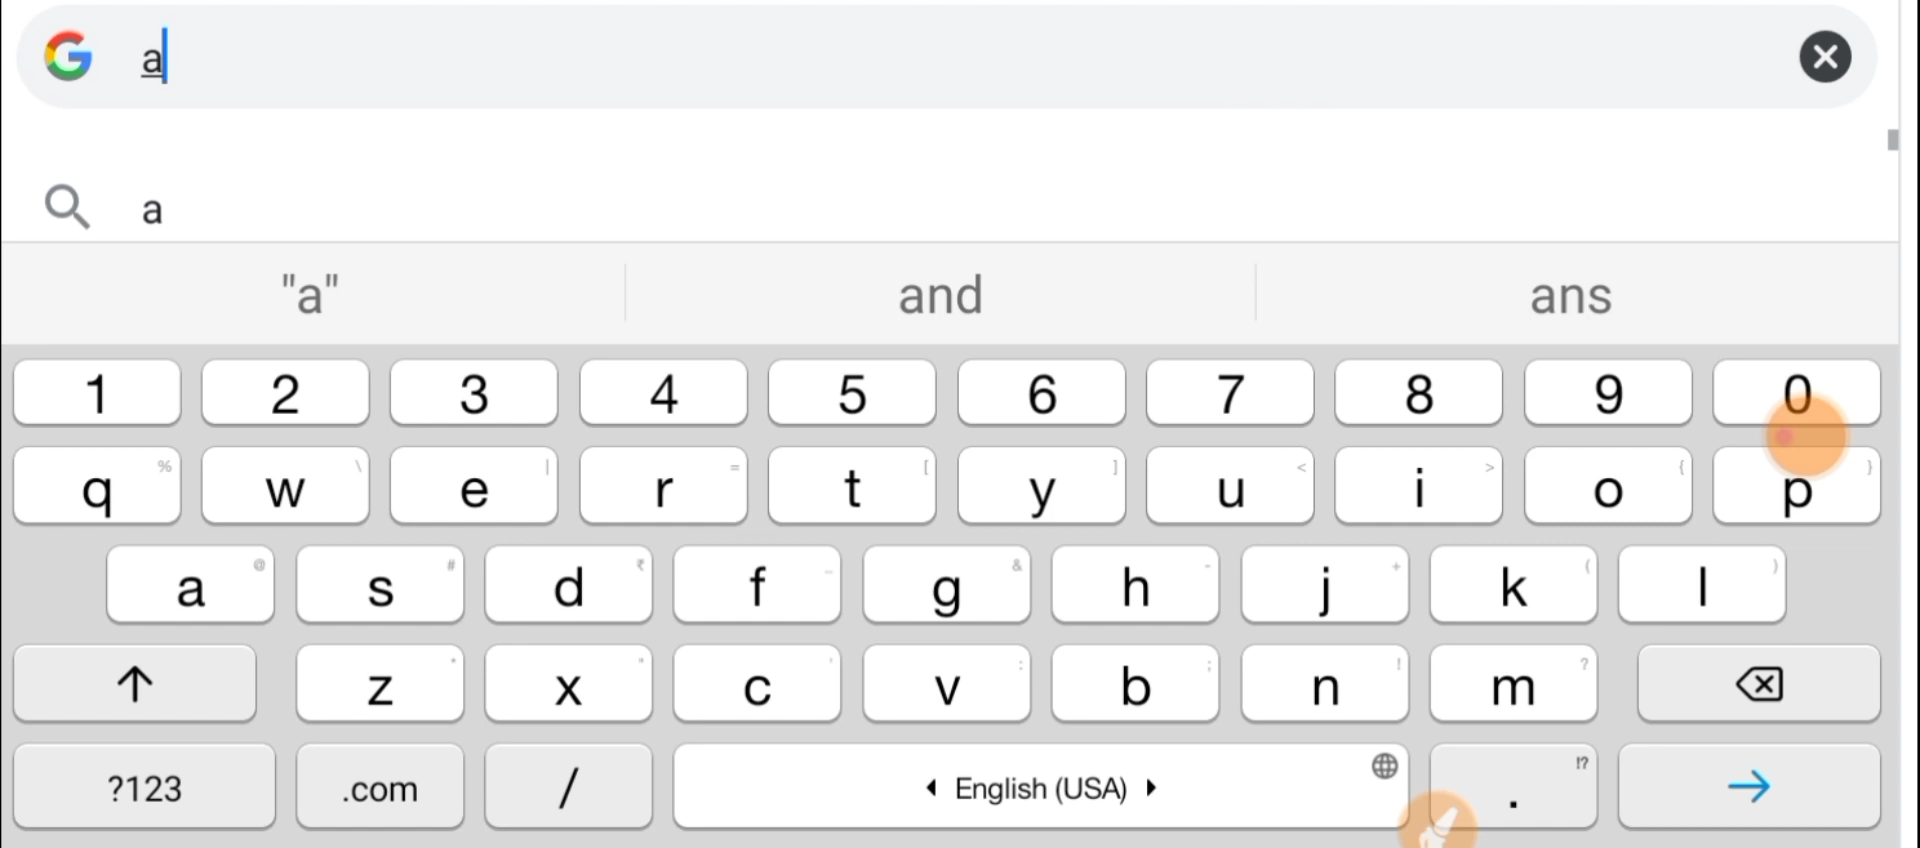 a
a
"a" and ans
1 2 3 4 5 6 7 8 9 0
q % w \ e | r = t [ y ] u < i > o { p }
a @ s # d ₹ f _ g & h - j + k ( l )
z * x " c ' v : b ; n ! m ?
?123 .com / English (USA) . !?